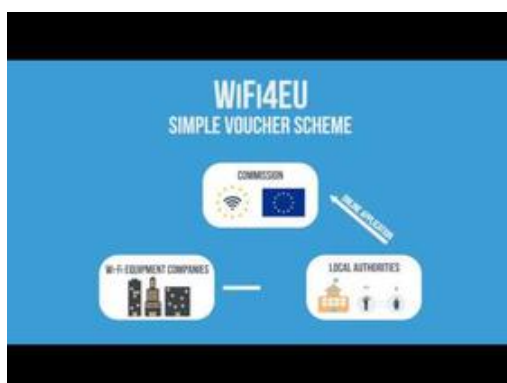 WiFi4EU
SIMPLE VOUCHER SCHEME
COMMISSION
ONLINE APPLICATION
Wi-Fi EQUIPMENT COMPANIES
LOCAL AUTHORITIES